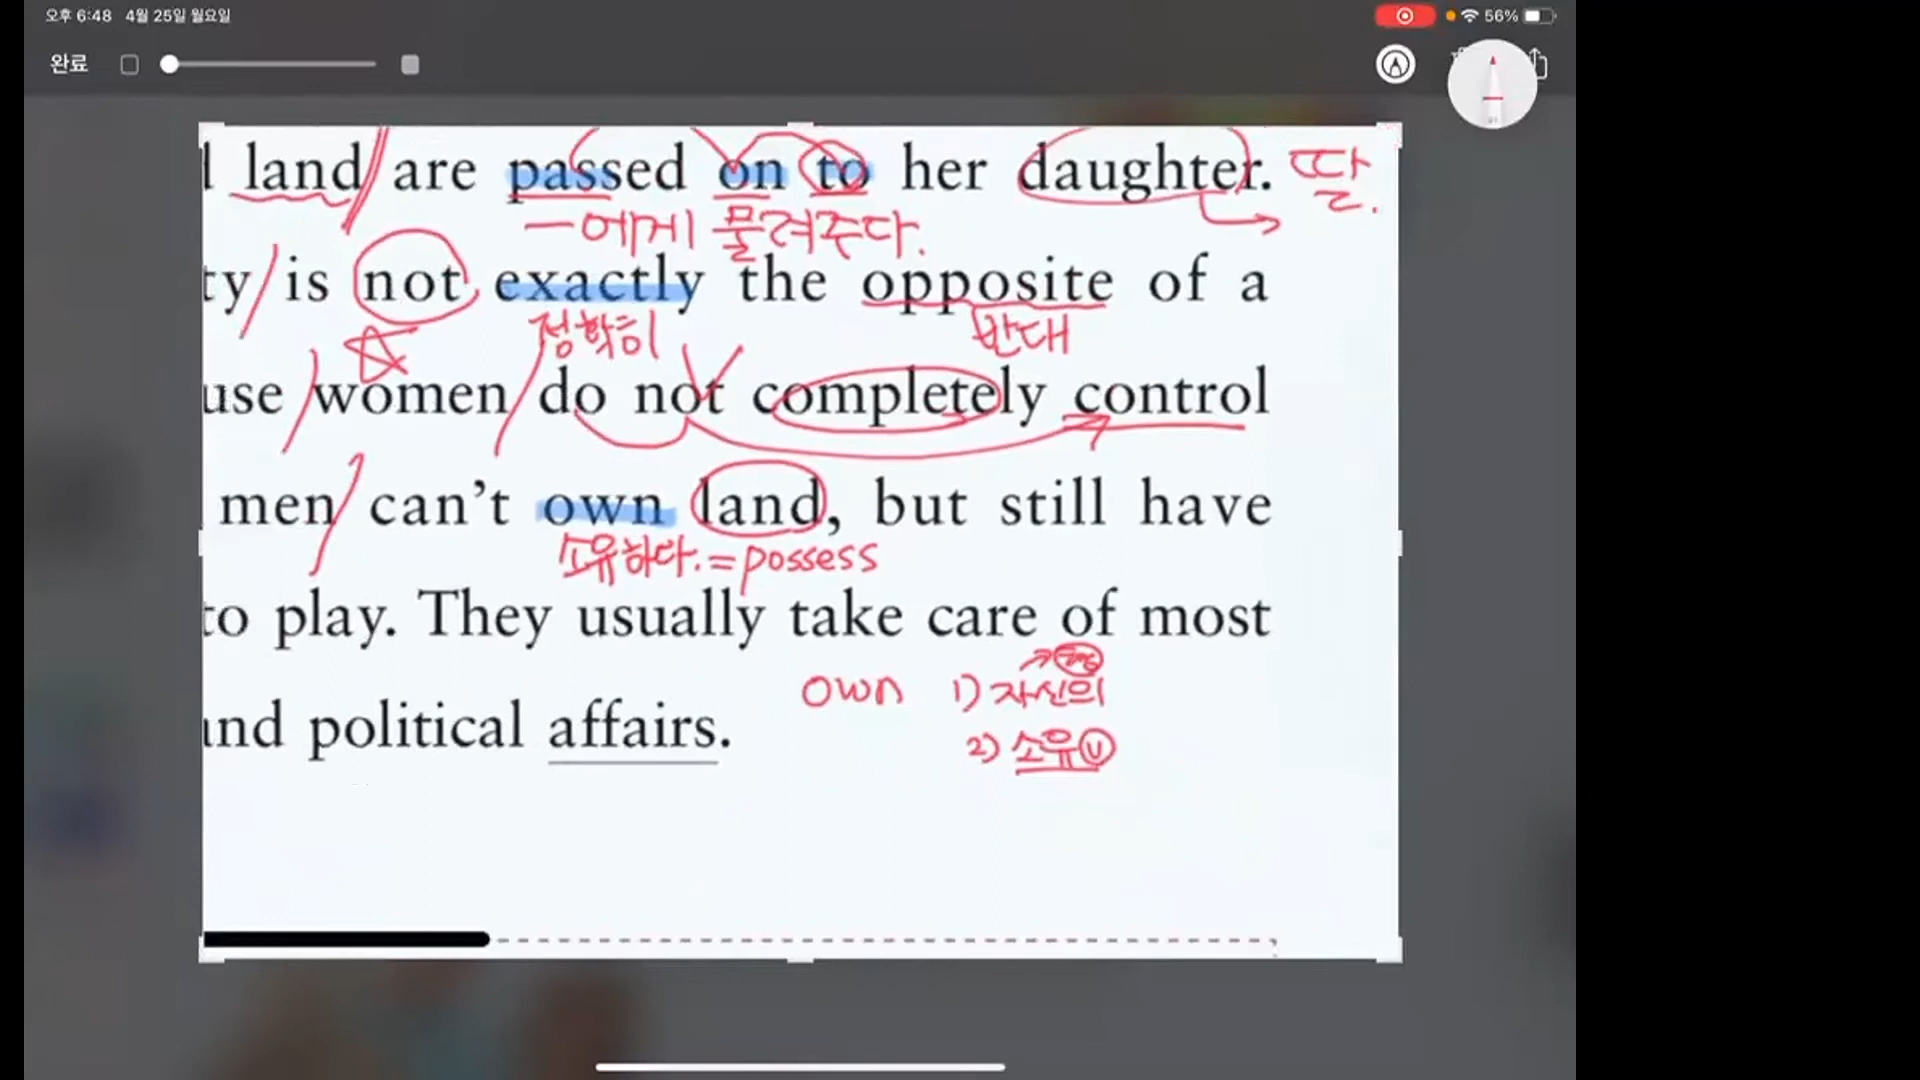 오후 6:48 4월 25일 월요일
56%
완료
land are passed on to her daughter. 딸.
—에게 물려주다.
ty is not exactly the opposite of a
정확히 반대
use women do not completely control
men can't own land, but still have
소유하다. = possess
to play. They usually take care of most
own 1) 자신의
and political affairs.
2) 소유 v